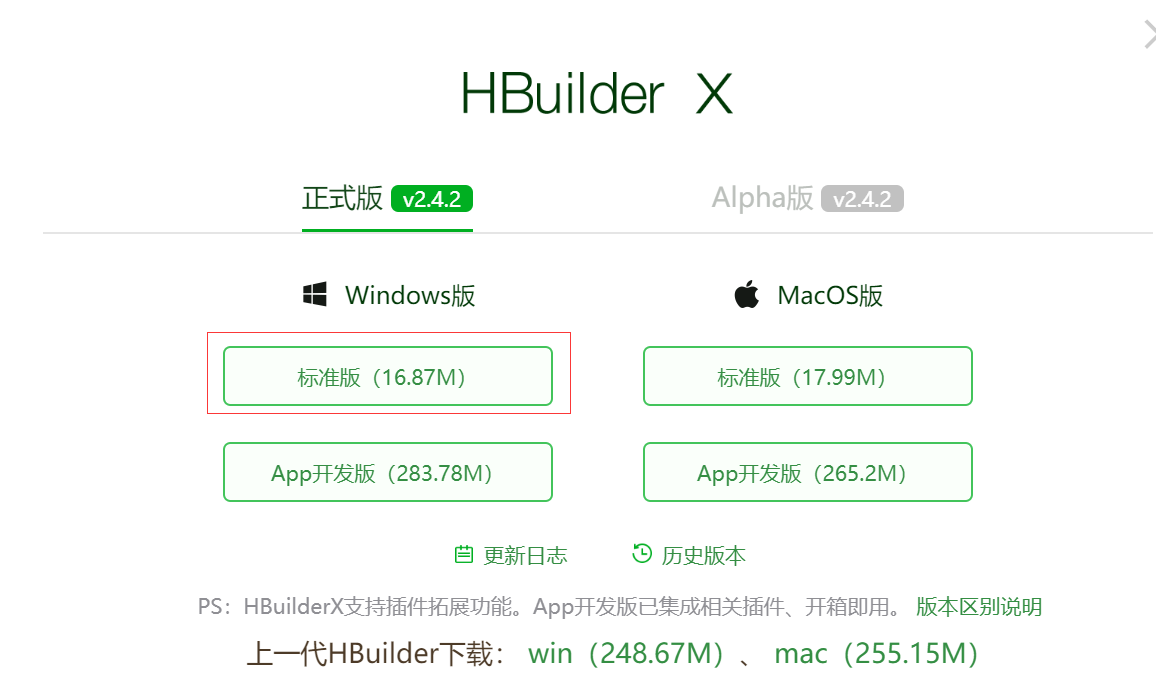 HBuilder X
正式版 v2.4.2 Alpha版 v2.4.2
Windows版 MacOS版
标准版（16.87M） 标准版（17.99M）
App开发版（283.78M） App开发版（265.2M）
更新日志 历史版本
PS：HBuilderX支持插件拓展功能。App开发版已集成相关插件、开箱即用。 版本区别说明
上一代HBuilder下载： win（248.67M） 、 mac（255.15M）